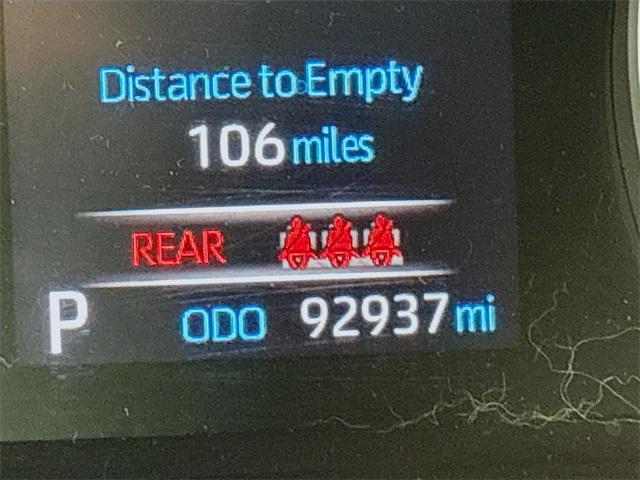 Distance to Empty
106 miles
REAR
P ODO 92937 mi